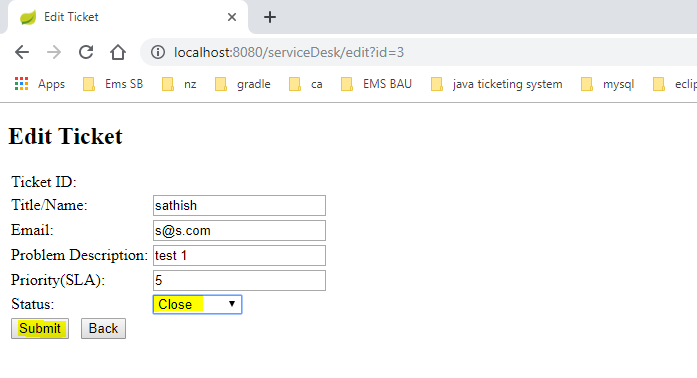 Edit Ticket
localhost:8080/serviceDesk/edit?id=3
Apps Ems SB nz gradle ca EMS BAU java ticketing system mysql eclip
Edit Ticket
Ticket ID:
Title/Name: sathish
Email: s@s.com
Problem Description: test 1
Priority(SLA): 5
Status: Close
Submit Back